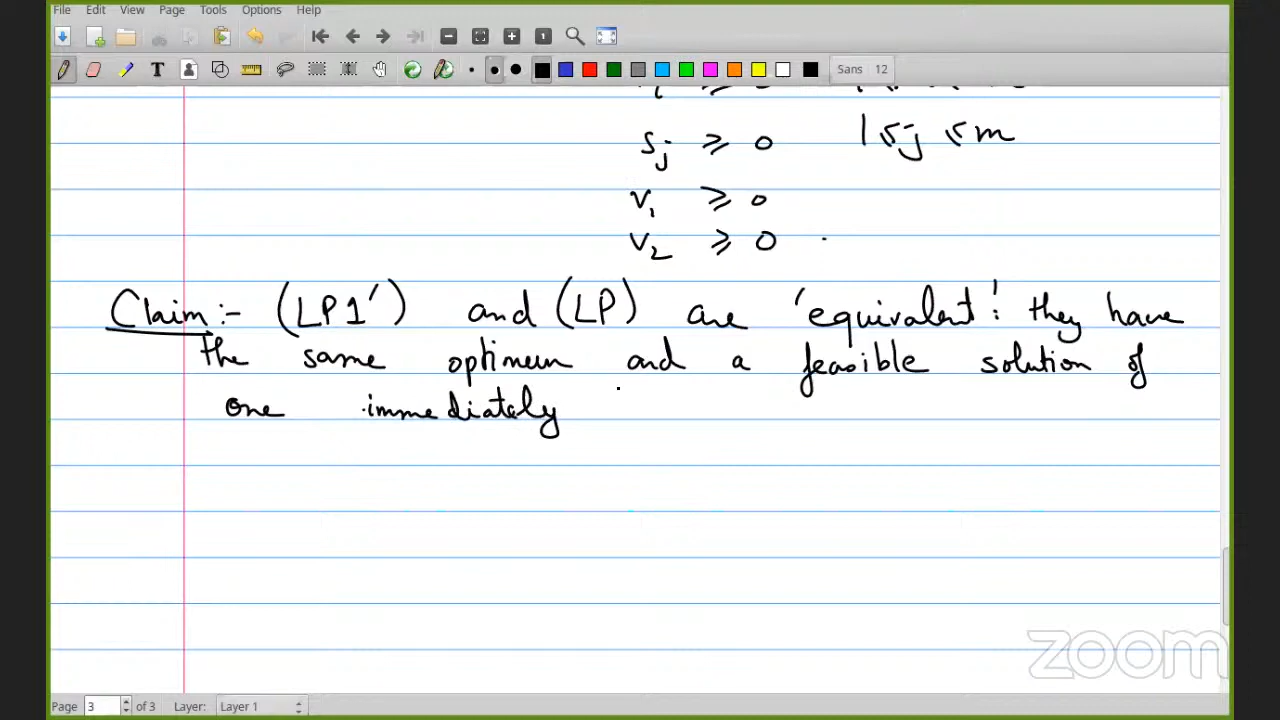 File Edit View Page Tools Options Help
T Sans 12
s_j ⩾ 0 1 ≤ j ≤ m
v_1 ⩾ 0
v_2 ⩾ 0 .
Claim:- (LP1') and (LP) are 'equivalent': they have
the same optimum and a feasible solution of
one immediately
zoom
Page 3 of 3 Layer: Layer 1